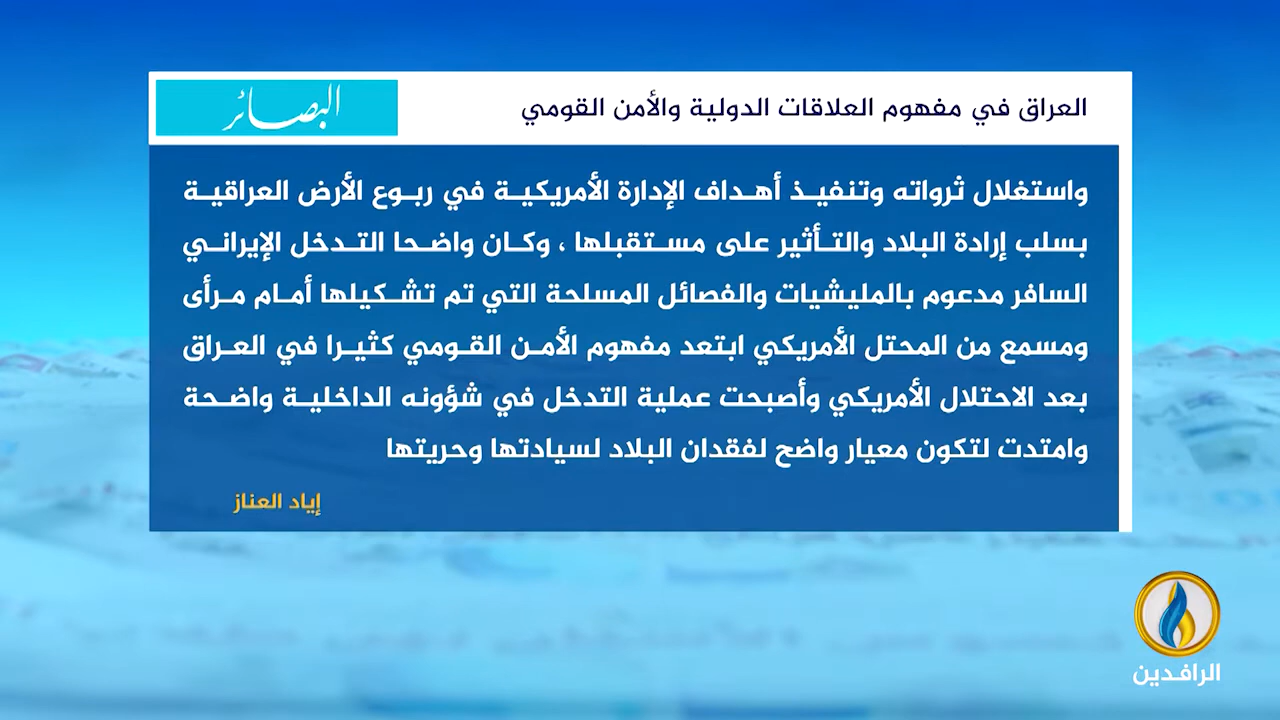 العراق في مفهوم العلاقات الدولية والأمن القومي
البصائر
واستغلال ثرواته وتنفيذ أهداف الإدارة الأمريكية في ربوع الأرض العراقية
بسلب إرادة البلاد والتأثير على مستقبلها ، وكان واضحا التدخل الإيراني
السافر مدعوم بالمليشيات والفصائل المسلحة التي تم تشكيلها أمام مرأى
ومسمع من المحتل الأمريكي ابتعد مفهوم الأمن القومي كثيرا في العراق
بعد الاحتلال الأمريكي وأصبحت عملية التدخل في شؤونه الداخلية واضحة
وامتدت لتكون معيار واضح لفقدان البلاد لسيادتها وحريتها
إياد العناز
الرافدين